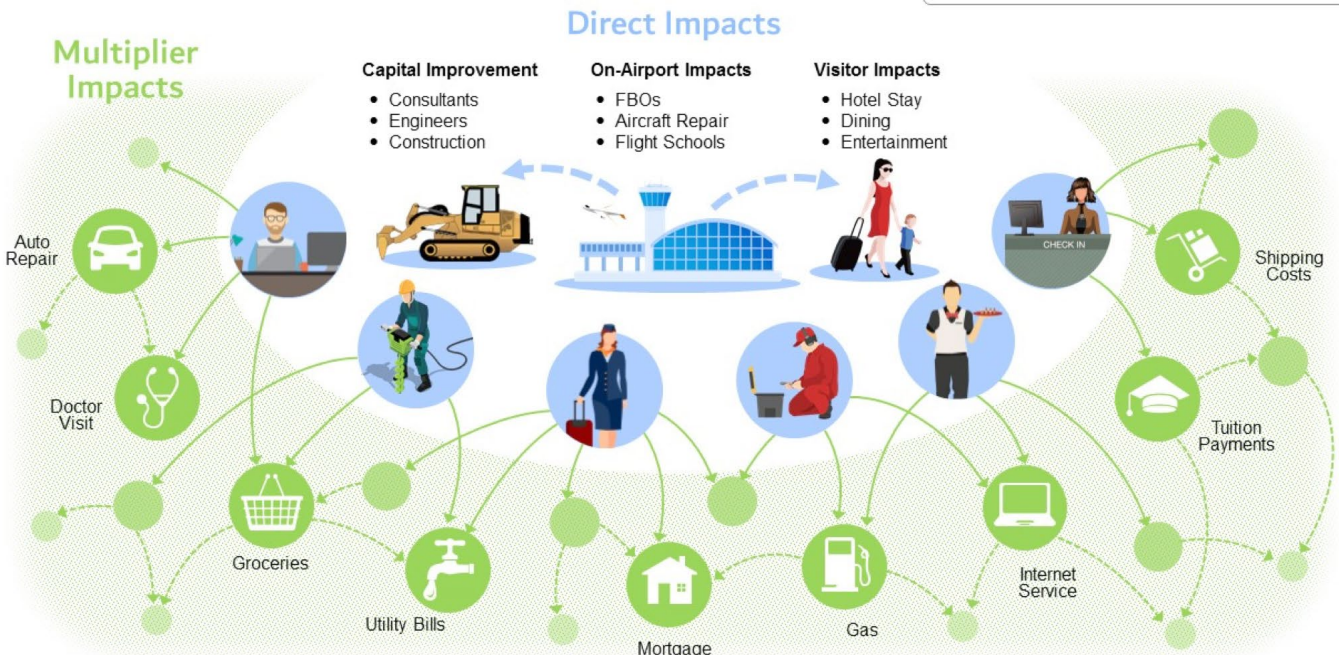 Direct Impacts
Multiplier
Impacts
Capital Improvement
• Consultants
• Engineers
• Construction
On-Airport Impacts
• FBOs
• Aircraft Repair
• Flight Schools
Visitor Impacts
• Hotel Stay
• Dining
• Entertainment
CHECK IN
Auto
Repair
Shipping
Costs
Doctor
Visit
Tuition
Payments
Groceries
Utility Bills
Mortgage
Gas
Internet
Service